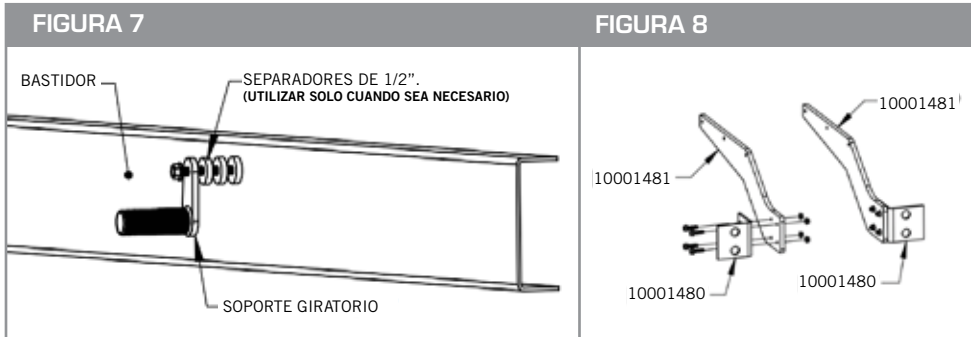 FIGURA 7
BASTIDOR
SEPARADORES DE 1/2”.
(UTILIZAR SOLO CUANDO SEA NECESARIO)
SOPORTE GIRATORIO
FIGURA 8
10001481
10001481
10001480
10001480